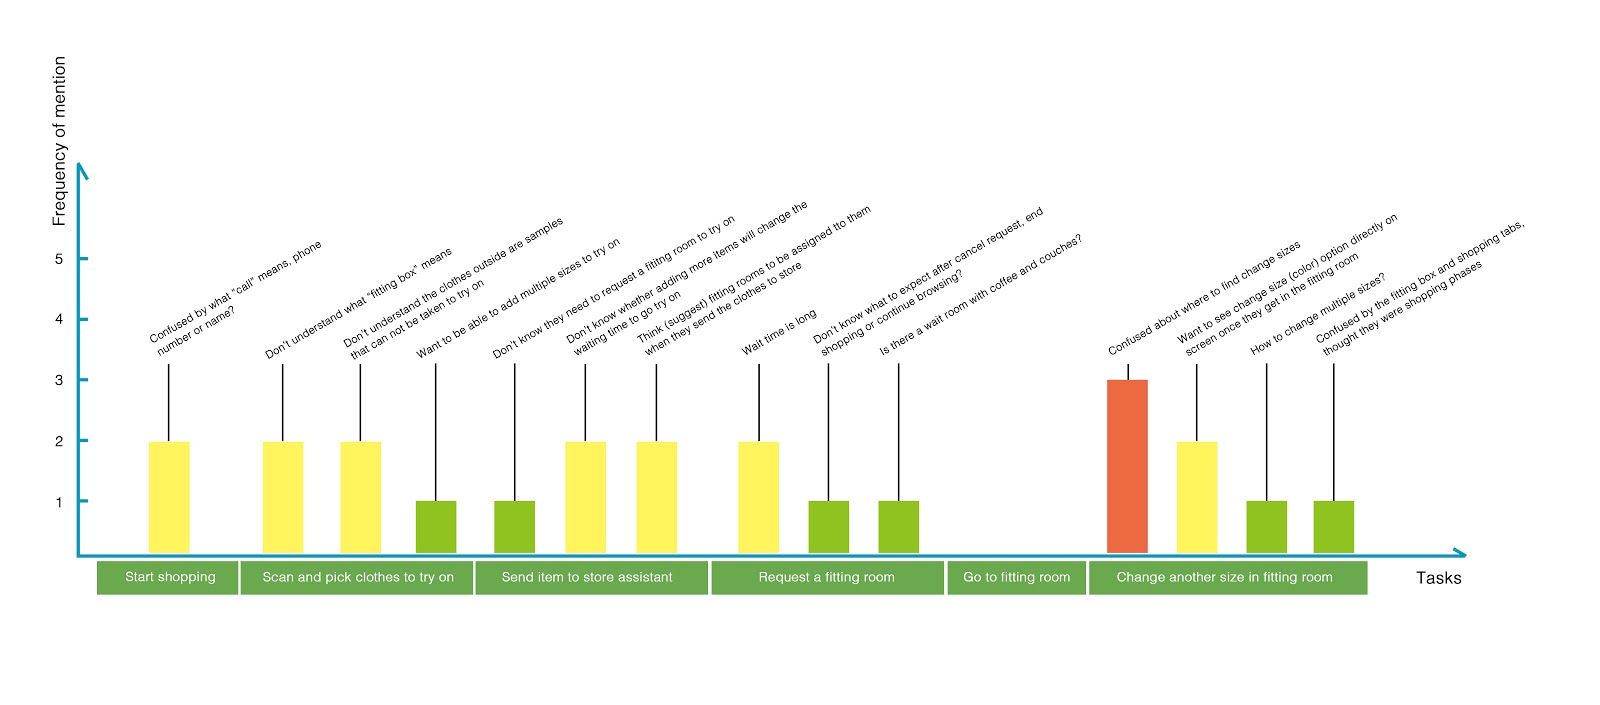 Frequency of mention
5
4
3
2
1
Confused by what "call" means, phone
number or name?
Don't understand what "fitting box" means
Don't understand the clothes outside are samples
that can not be taken to try on
Want to be able to add multiple sizes to try on
Don't know they need to request a fititng room to try on
Don't know whether adding more items will change the
waiting time to go try on
Think (suggest) fitting rooms to be assigned tto them
when they send the clothes to store
Wait time is long
Don't know what to expect after cancel request, end
shopping or continue browsing?
Is there a wait room with coffee and couches?
Confused about where to find change sizes
Want to see change size (color) option directly on
screen once they get in the fitting room
How to change multiple sizes?
Confused by the fitting box and shopping tabs,
thought they were shopping phases
Start shopping
Scan and pick clothes to try on
Send item to store assistant
Request a fitting room
Go to fitting room
Change another size in fitting room
Tasks